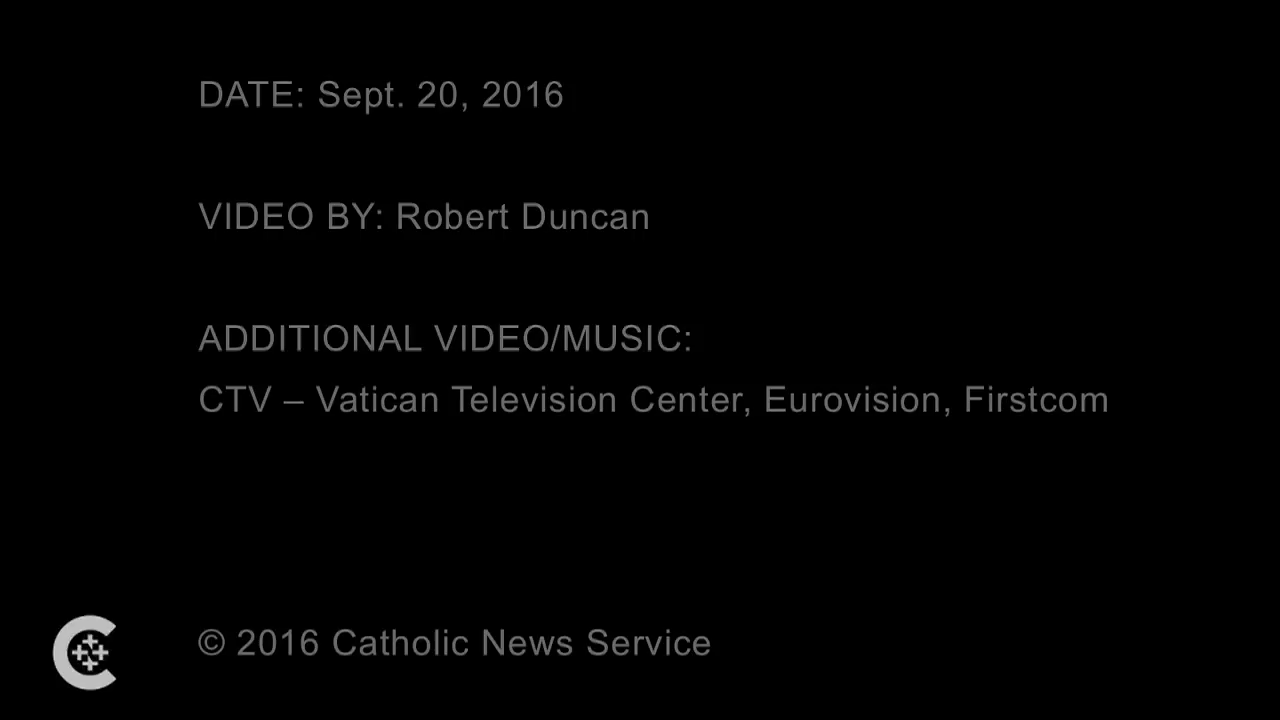 DATE: Sept. 20, 2016
VIDEO BY: Robert Duncan
ADDITIONAL VIDEO/MUSIC:
CTV – Vatican Television Center, Eurovision, Firstcom
© 2016 Catholic News Service